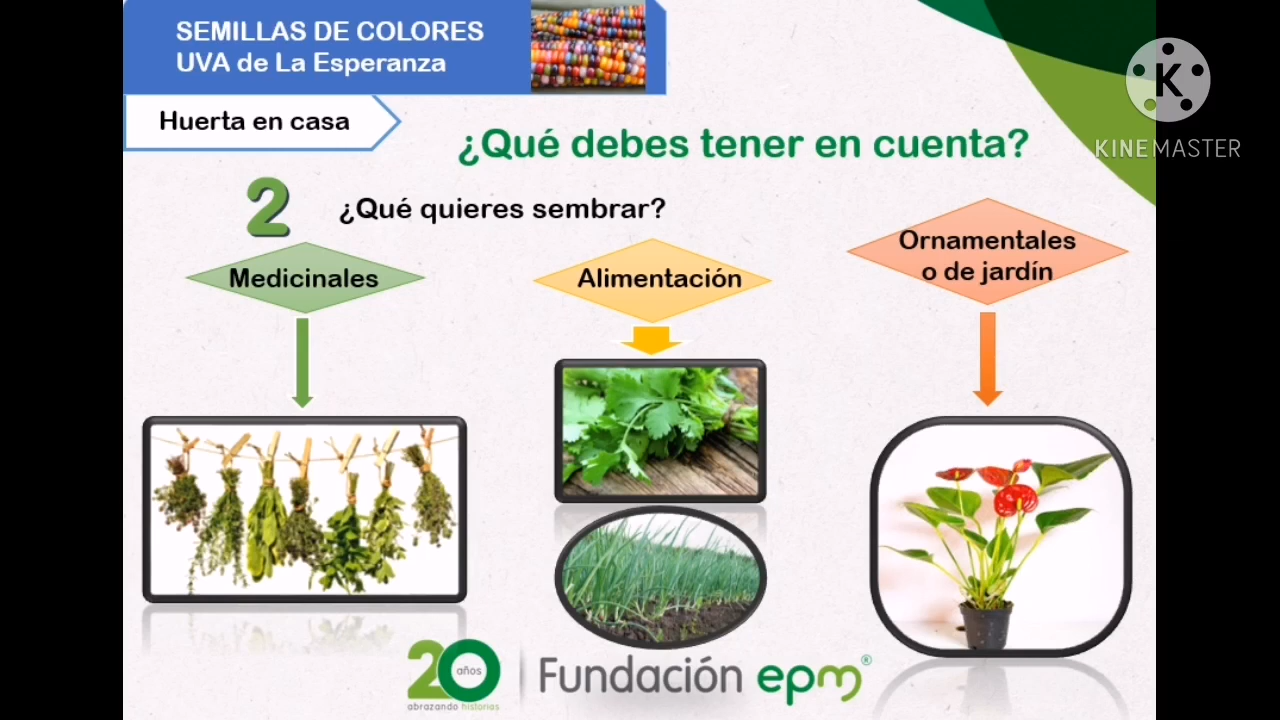 SEMILLAS DE COLORES
UVA de La Esperanza
Huerta en casa
¿Qué debes tener en cuenta?
2
¿Qué quieres sembrar?
Medicinales
Alimentación
Ornamentales
o de jardín
K
KINEMASTER
20 años
abrazando historias
Fundación epm®